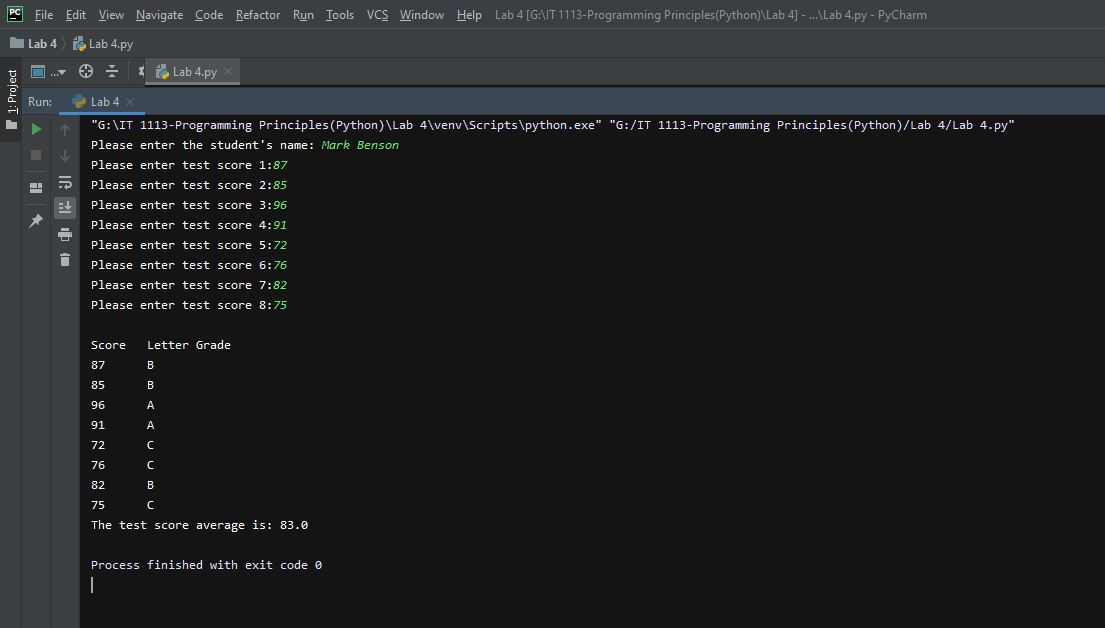 PC File Edit View Navigate Code Refactor Run Tools VCS Window Help Lab 4 [G:\IT 1113-Programming Principles(Python)\Lab 4] - ...\Lab 4.py - PyCharm
Lab 4 Lab 4.py
1: Project
... Lab 4.py
Run: Lab 4
"G:\IT 1113-Programming Principles(Python)\Lab 4\venv\Scripts\python.exe" "G:/IT 1113-Programming Principles(Python)/Lab 4/Lab 4.py"
Please enter the student's name: Mark Benson
Please enter test score 1:87
Please enter test score 2:85
Please enter test score 3:96
Please enter test score 4:91
Please enter test score 5:72
Please enter test score 6:76
Please enter test score 7:82
Please enter test score 8:75
Score Letter Grade
87 B
85 B
96 A
91 A
72 C
76 C
82 B
75 C
The test score average is: 83.0
Process finished with exit code 0